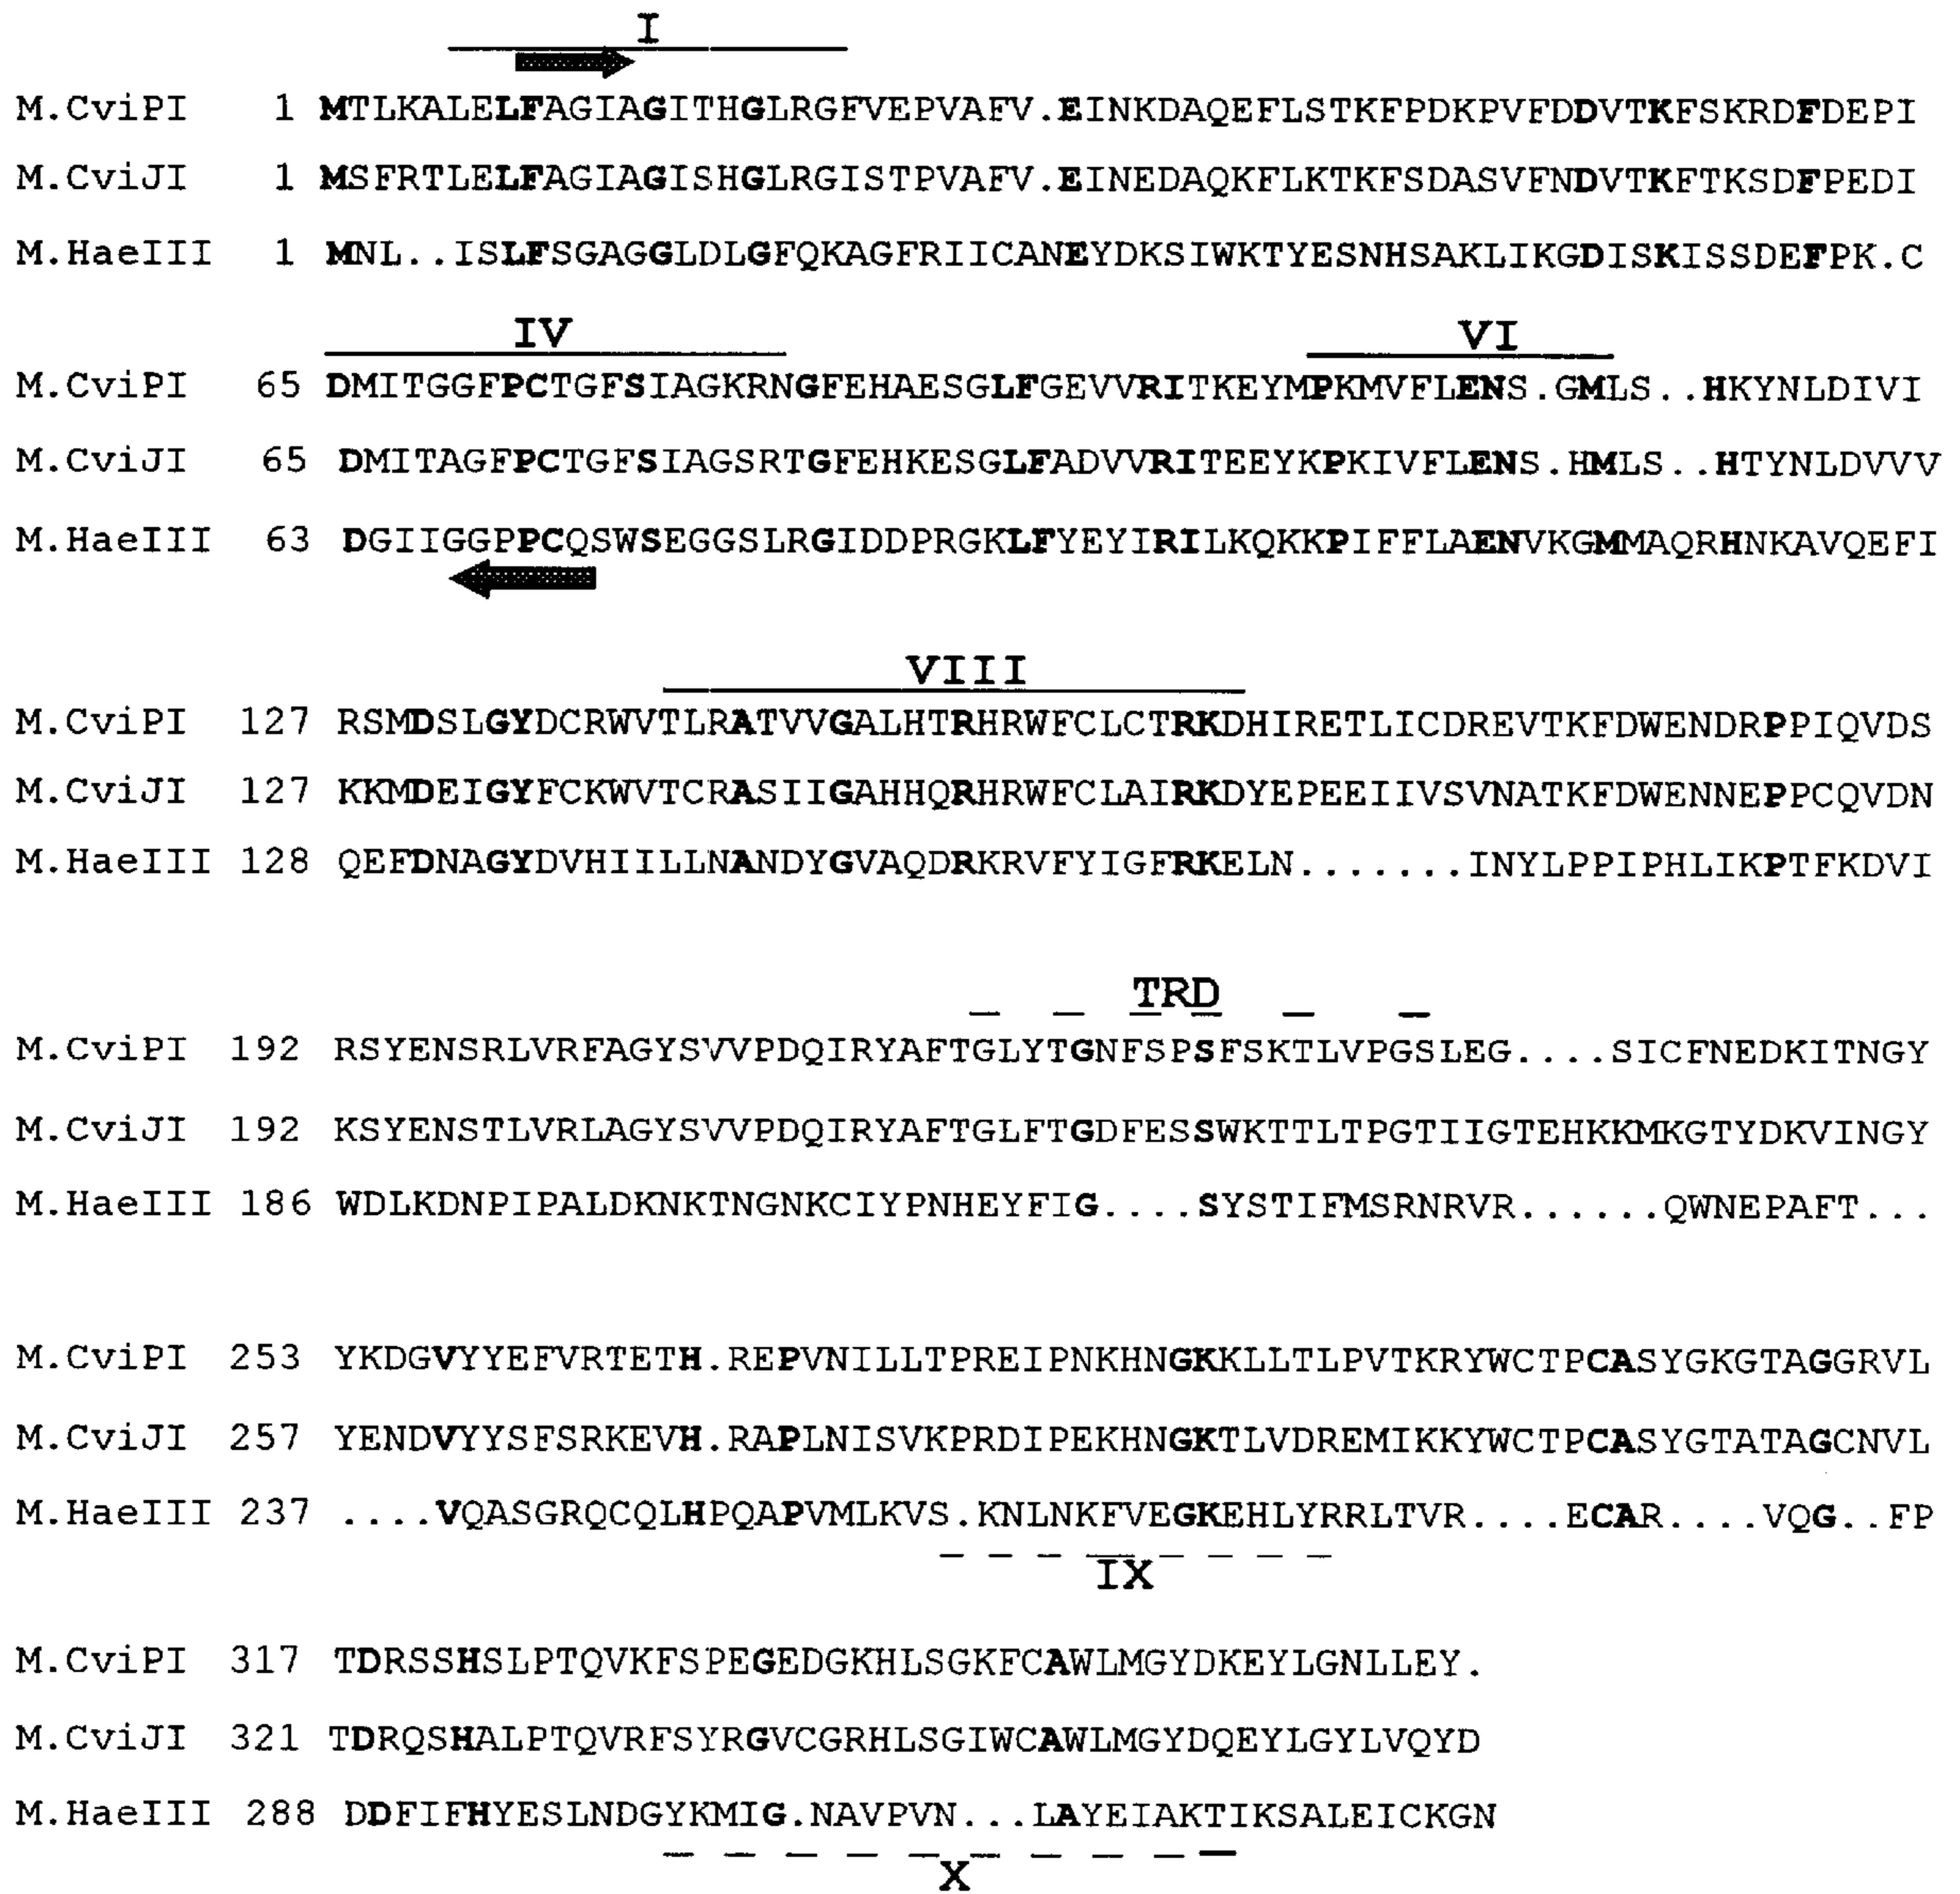 I
M.CviPI 1 MTLKALELFAGIAGITHGLRGFVEPVAFV.EINKDAQEFLSTKFPDKPVFDDVTKFSKRDFDEPI
M.CviJI 1 MSFRTLELFAGIAGISHGLRGISTPVAFV.EINEDAQKFLKTKFSDASVFNDVTKFTKSDFPEDI
M.HaeIII 1 MNL..ISLFSGAGGLDLGFQKAGFRIICANEYDKSIWKTYESNHSAKLIKGDISKISSDEFPK.C
IV VI
M.CviPI 65 DMITGGFPCTGFSIAGKRNGFEHAESGLFGEVVRITKEYMPKMVFLENS.GMLS..HKYNLDIVI
M.CviJI 65 DMITAGFPCTGFSIAGSRTGFEHKESGLFADVVRITEEYKPKIVFLENS.HMLS..HTYNLDVVV
M.HaeIII 63 DGIIGGPPCQSWSEGGSLRGIDDPRGKLFYEYIRILKQKKPIFFLAENVKGMMAQRHNKAVQEFI
VIII
M.CviPI 127 RSMDSLGYDCRWVTLRATVVGALHTRHRWFCLCTRKDHIRETLICDREVTKFDWENDRPPIQVDS
M.CviJI 127 KKMDEIGYFCKWVTCRASIIGAHHQRHRWFCLAIRKDYEPEEIIVSVNATKFDWENNEPPCQVDN
M.HaeIII 128 QEFDNAGYDVHIILLNANDYGVAQDRKRVFYIGFRKELN.......INYLPPIPHLIKPTFKDVI
TRD
M.CviPI 192 RSYENSRLVRFAGYSVVPDQIRYAFTGLYTGNFSPSFSKTLVPGSLEG....SICFNEDKITNGY
M.CviJI 192 KSYENSTLVRLAGYSVVPDQIRYAFTGLFTGDFESSWKTTLTPGTIIGTEHKKMKGTYDKVINGY
M.HaeIII 186 WDLKDNPIPALDKNKTNGNKCIYPNHEYFIG....SYSTIFMSRNRVR......QWNEPAFT...
M.CviPI 253 YKDGVYYEFVRTETH.REPVNILLTPREIPNKHNGKKLLTLPVTKRYWCTPCASYGKGTAGGRVL
M.CviJI 257 YENDVYYSFSRKEVH.RAPLNISVKPRDIPEKHNGKTLVDREMIKKYWCTPCASYGTATAGCNVL
M.HaeIII 237 ....VQASGRQCQLHPQAPVMLKVS.KNLNKFVEGKEHLYRRLTVR....ECAR....VQG..FP
IX
M.CviPI 317 TDRSSHSLPTQVKFSPEGEDGKHLSGKFCAWLMGYDKEYLGNLLEY.
M.CviJI 321 TDRQSHALPTQVRFSYRGVCGRHLSGIWCAWLMGYDQEYLGYLVQYD
M.HaeIII 288 DDFIFHYESLNDGYKMIG.NAVPVN...LAYEIAKTIKSALEICKGN
X